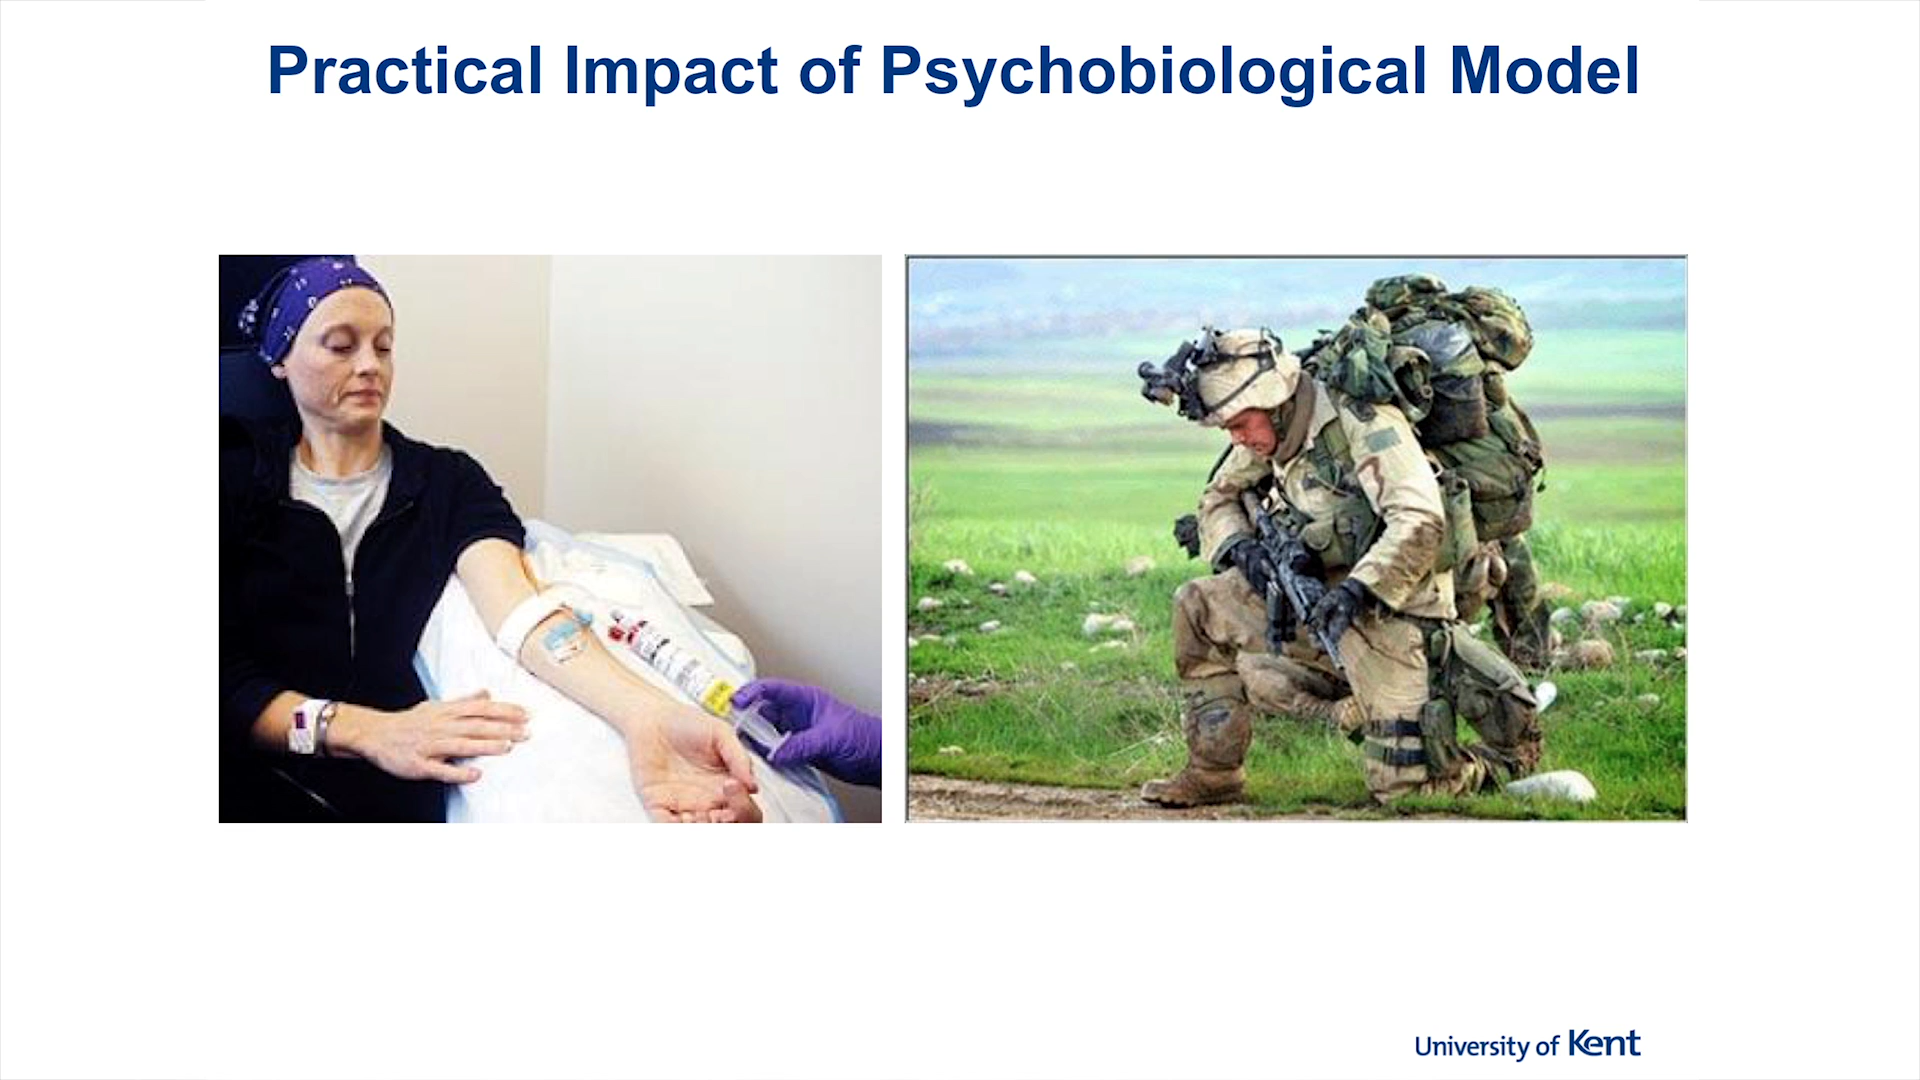 Practical Impact of Psychobiological Model
University of Kent